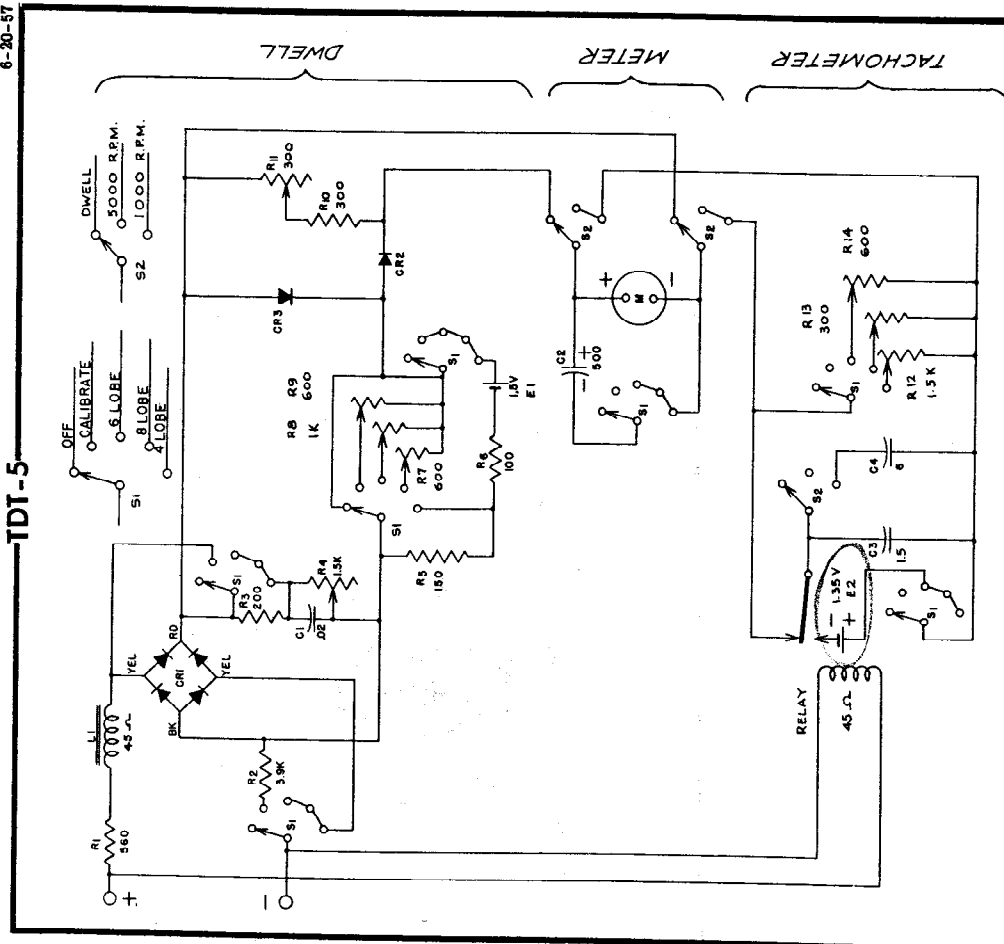 6-20-57
TDT-5
DWELL
METER
TACHOMETER
OFF
CALIBRATE
6 LOBE
8 LOBE
4 LOBE
S1
DWELL
5000 R.P.M.
1000 R.P.M.
S2
R1
560
L1
45 Ω
YEL
RD
CR1
BK
YEL
R2
3.9K
S1
S1
R3
200
C1
.02
R4
1.5K
R5
150
S1
R8
1K
R9
600
R7
600
R6
100
S1
1.5V
E1
CR3
CR2
R11
300
R10
300
S2
C2
500
+
−
M
+
−
S1
S2
RELAY
45 Ω
1.35 V
E2
−
+
C3
1.5
C4
6
S2
S1
S1
R12
1.5 K
R13
300
R14
600
+
−